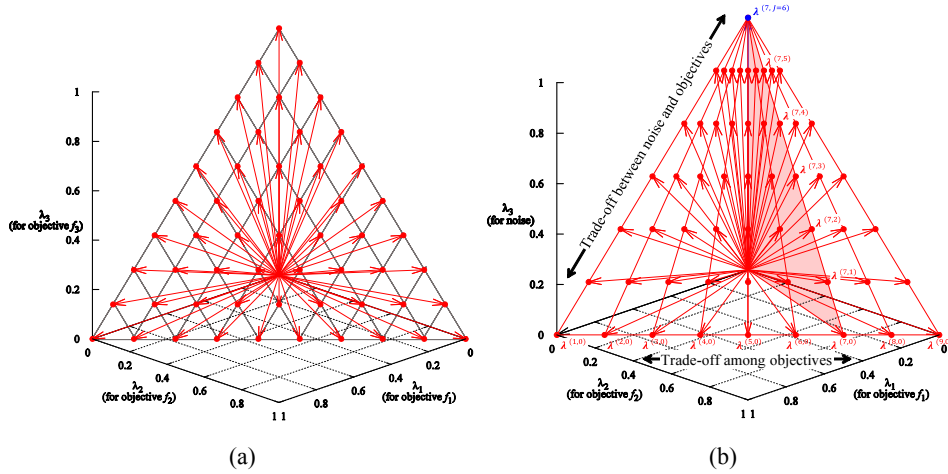 1
0.8
0.6
λ3
(for objective f3)
0.4
0.2
0
0
0.2
0.4
λ2
(for objective f2)
0.6
0.8
1 1
0.8
0.6
λ1
(for objective f1)
0.4
0.2
0
(a)
λ(7, J=6)
Trade-off between noise and objectives
1
0.8
0.6
λ3
(for noise)
0.4
0.2
0
λ(7,5)
λ(7,4)
λ(7,3)
λ(7,2)
λ(7,1)
λ(1,0) λ(2,0) λ(3,0) λ(4,0) λ(5,0) λ(6,0) λ(7,0) λ(8,0) λ(9,0)
Trade-off among objectives
0
0.2
0.4
λ2
(for objective f2)
0.6
0.8
1 1
0.8
0.6
λ1
(for objective f1)
0.4
0.2
0
(b)